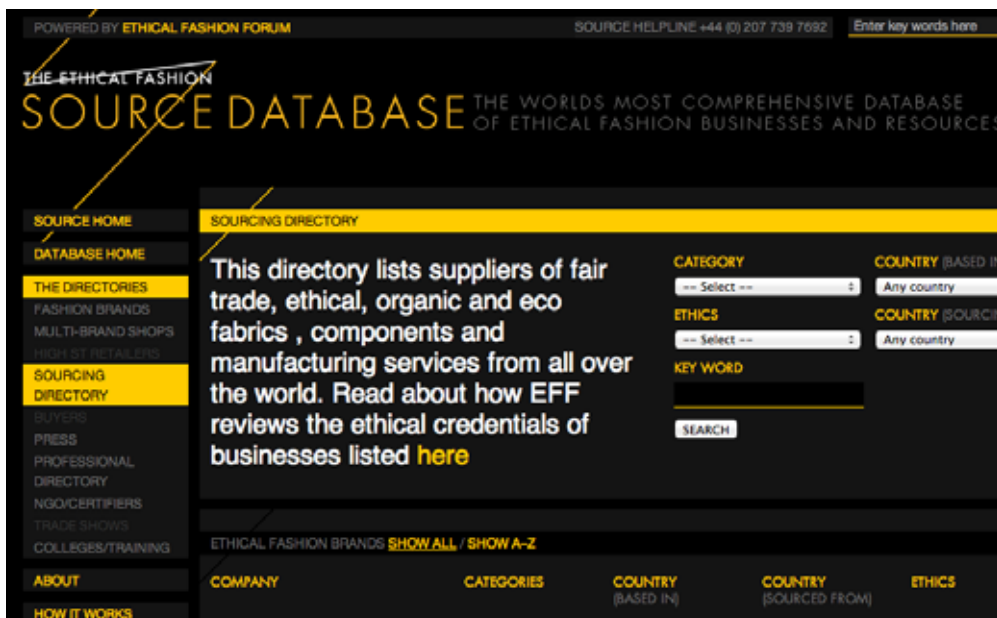 POWERED BY ETHICAL FASHION FORUM
SOURCE HELPLINE +44 (0) 207 739 7692
Enter key words here
THE ETHICAL FASHION
SOURCE DATABASE
THE WORLDS MOST COMPREHENSIVE DATABASE
OF ETHICAL FASHION BUSINESSES AND RESOURCES
SOURCE HOME
DATABASE HOME
THE DIRECTORIES
FASHION BRANDS
MULTI-BRAND SHOPS
HIGH ST RETAILERS
SOURCING
DIRECTORY
BUYERS
PRESS
PROFESSIONAL
DIRECTORY
NGO/CERTIFIERS
TRADE SHOWS
COLLEGES/TRAINING
ABOUT
HOW IT WORKS
SOURCING DIRECTORY
This directory lists suppliers of fair
trade, ethical, organic and eco
fabrics , components and
manufacturing services from all over
the world. Read about how EFF
reviews the ethical credentials of
businesses listed here
CATEGORY
-- Select --
ETHICS
-- Select --
KEY WORD
SEARCH
COUNTRY (BASED IN
Any country
COUNTRY (SOURCIN
Any country
ETHICAL FASHION BRANDS SHOW ALL / SHOW A-Z
COMPANY
CATEGORIES
COUNTRY
(BASED IN)
COUNTRY
(SOURCED FROM)
ETHICS